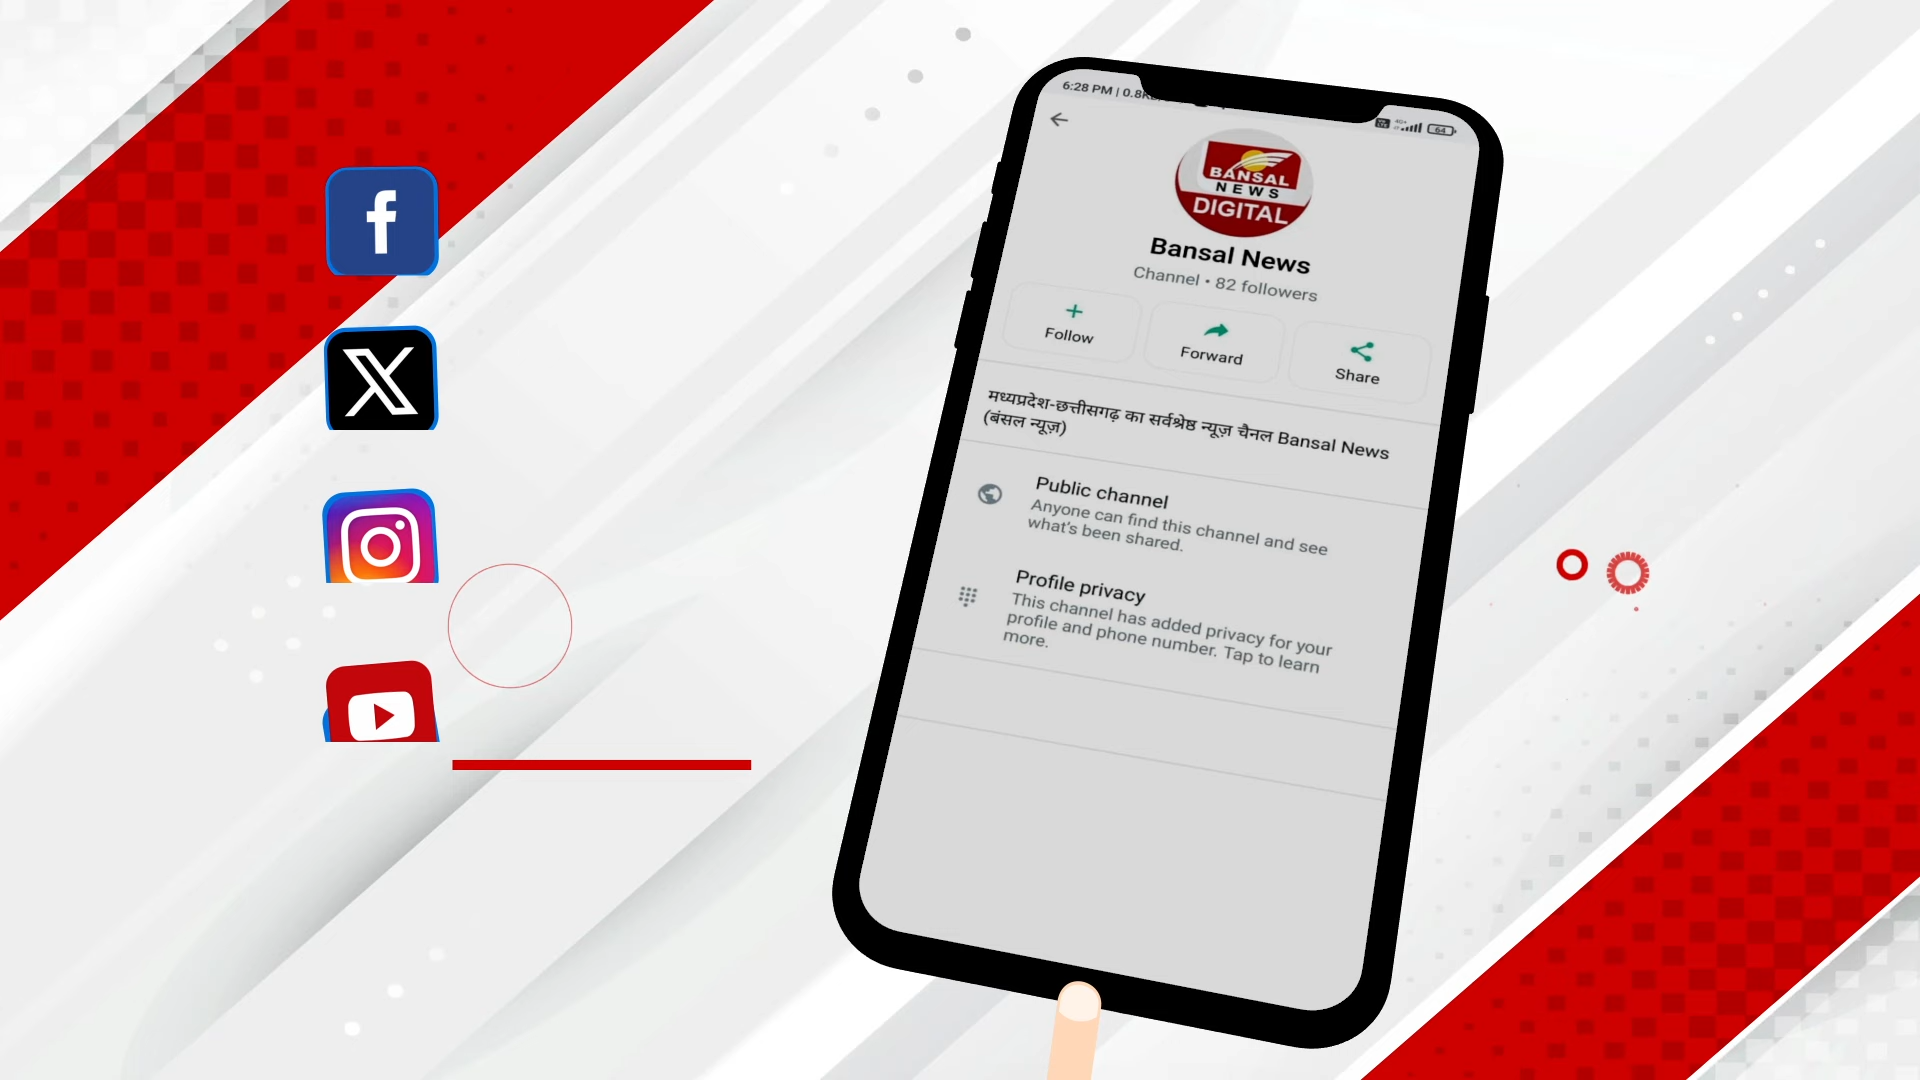 6:28 PM | 0.8K
64
BANSAL
NEWS
DIGITAL
Bansal News
Channel • 82 followers
Follow
Forward
Share
मध्यप्रदेश-छत्तीसगढ़ का सर्वश्रेष्ठ न्यूज़ चैनल Bansal News
(बंसल न्यूज़)
Public channel
Anyone can find this channel and see
what's been shared.
Profile privacy
This channel has added privacy for your
profile and phone number. Tap to learn
more.